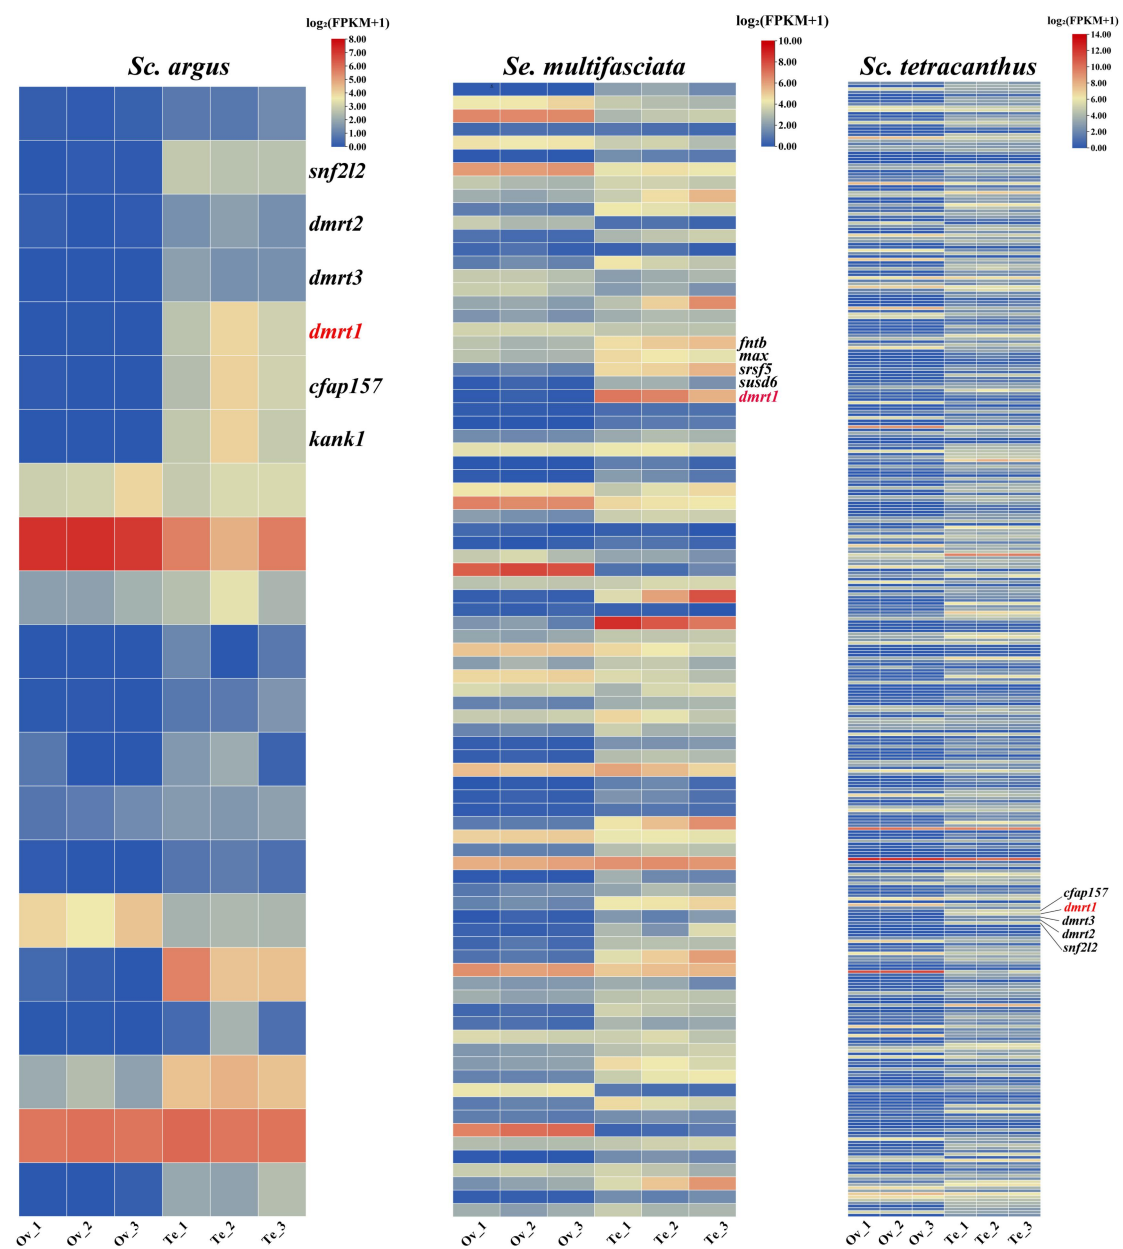 log₂(FPKM+1)
8.00
7.00
6.00
5.00
4.00
3.00
2.00
1.00
0.00
Sc. argus
snf2l2
dmrt2
dmrt3
dmrt1
cfap157
kank1
Ov_1 Ov_2 Ov_3 Te_1 Te_2 Te_3
log₂(FPKM+1)
10.00
8.00
6.00
4.00
2.00
0.00
Se. multifasciata
fntb
max
srsf5
susd6
dmrt1
Ov_1 Ov_2 Ov_3 Te_1 Te_2 Te_3
log₂(FPKM+1)
14.00
12.00
10.00
8.00
6.00
4.00
2.00
0.00
Sc. tetracanthus
cfap157
dmrt1
dmrt3
dmrt2
snf2l2
Ov_1 Ov_2 Ov_3 Te_1 Te_2 Te_3